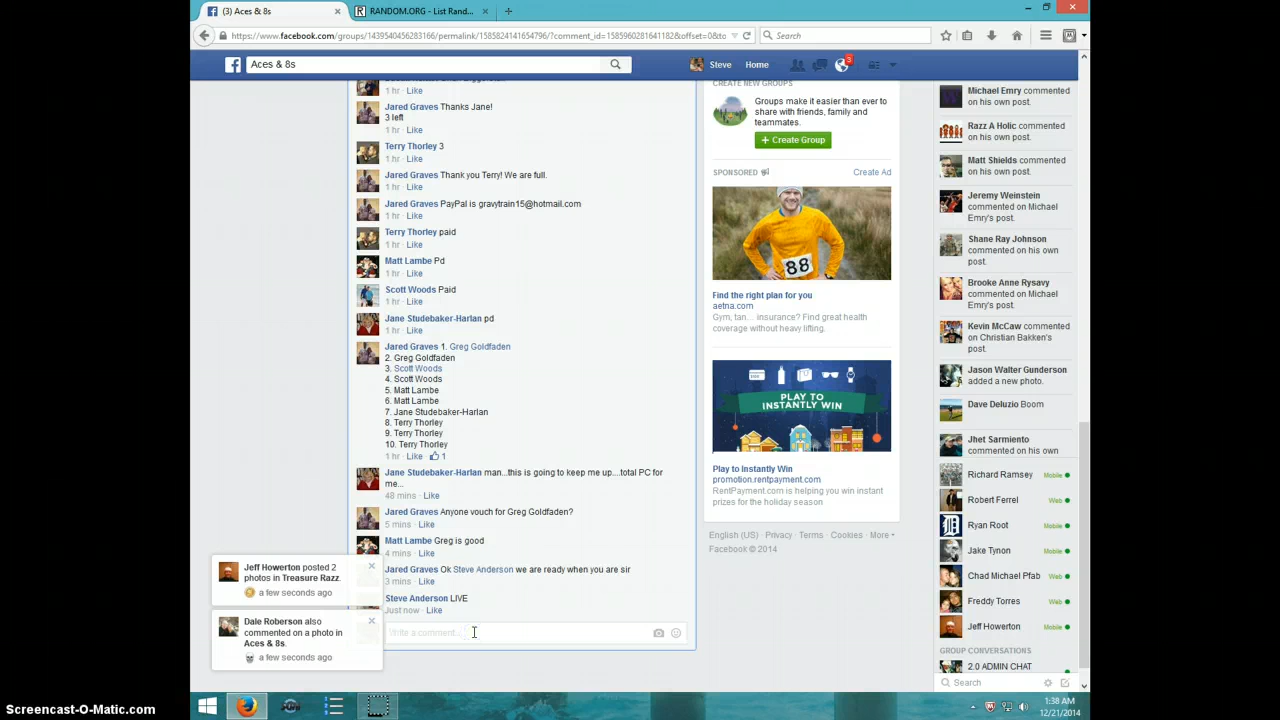 (3) Aces & 8s
RANDOM.ORG - List Rand...
https://www.facebook.com/groups/1439540456283166/permalink/1585824141654796/?comment_id=1585960281641182&offset=0&to
Search
Aces & 8s
Steve
Home
3
1 hr · Like
Jared Graves Thanks Jane!
3 left
1 hr · Like
Terry Thorley 3
1 hr · Like
Jared Graves Thank you Terry! We are full.
1 hr · Like
Jared Graves PayPal is gravytrain15@hotmail.com
1 hr · Like
Terry Thorley paid
1 hr · Like
Matt Lambe Pd
1 hr · Like
Scott Woods Paid
1 hr · Like
Jane Studebaker-Harlan pd
1 hr · Like
Jared Graves 1. Greg Goldfaden
2. Greg Goldfaden
3. Scott Woods
4. Scott Woods
5. Matt Lambe
6. Matt Lambe
7. Jane Studebaker-Harlan
8. Terry Thorley
9. Terry Thorley
10. Terry Thorley
1 hr · Like · 1
Jane Studebaker-Harlan man...this is going to keep me up....total PC for
me...
48 mins · Like
Jared Graves Anyone vouch for Greg Goldfaden?
5 mins · Like
Matt Lambe Greg is good
4 mins · Like
Jared Graves Ok Steve Anderson we are ready when you are sir
3 mins · Like
Steve Anderson LIVE
Just now · Like
Write a comment...
Jeff Howerton posted 2
photos in Treasure Razz.
a few seconds ago
Dale Roberson also
commented on a photo in
Aces & 8s.
a few seconds ago
CREATE NEW GROUPS
Groups make it easier than ever to
share with friends, family and
teammates.
+ Create Group
SPONSORED
Create Ad
88
Find the right plan for you
aetna.com
Gym, tan... insurance? Find great health
coverage without heavy lifting.
PLAY TO
INSTANTLY WIN
Play to Instantly Win
promotion.rentpayment.com
RentPayment.com is helping you win instant
prizes for the holiday season
English (US) · Privacy · Terms · Cookies · More
Facebook © 2014
Michael Emry commented
on his own post.
Razz A Holic commented
on his own post.
Matt Shields commented
on his own post.
Jeremy Weinstein
commented on Michael
Emry's post.
Shane Ray Johnson
commented on his own
post.
Brooke Anne Rysavy
commented on Michael
Emry's post.
Kevin McCaw commented
on Christian Bakken's
post.
Jason Walter Gunderson
added a new photo.
Dave Deluzio Boom
Jhet Sarmiento
commented on his own
Richard Ramsey Mobile
Robert Ferrel Web
Ryan Root Mobile
Jake Tynon Mobile
Chad Michael Pfab Web
Freddy Torres Web
Jeff Howerton Mobile
GROUP CONVERSATIONS
2.0 ADMIN CHAT
Search
1:38 AM
12/21/2014
Screencast-O-Matic.com